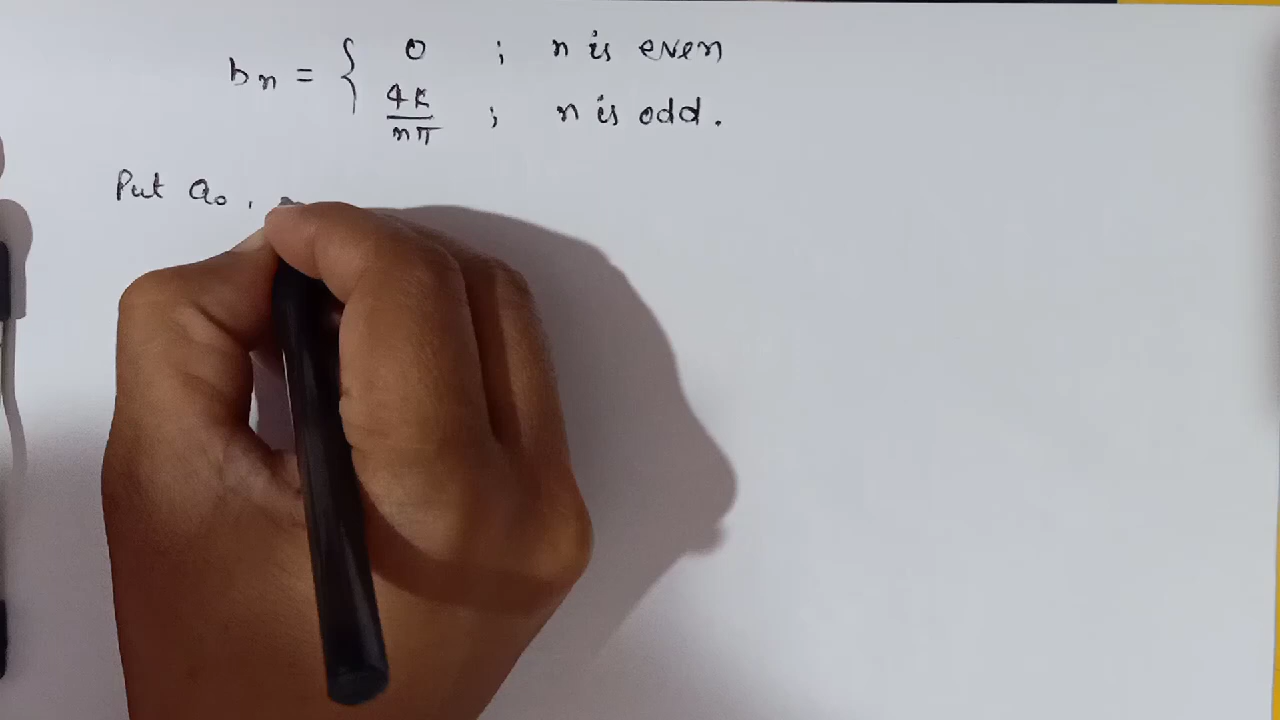 bn = { 0 ; n is even
4k/nπ ; n is odd.
Put a₀ ,